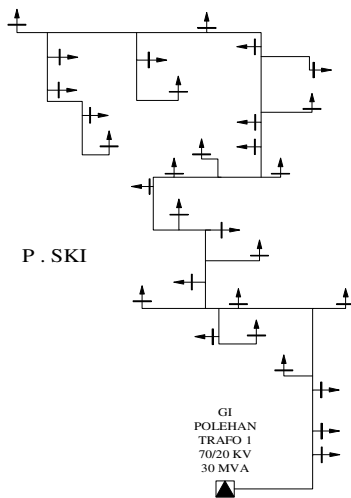 P . SKI
GI
POLEHAN
TRAFO 1
70/20 KV
30 MVA